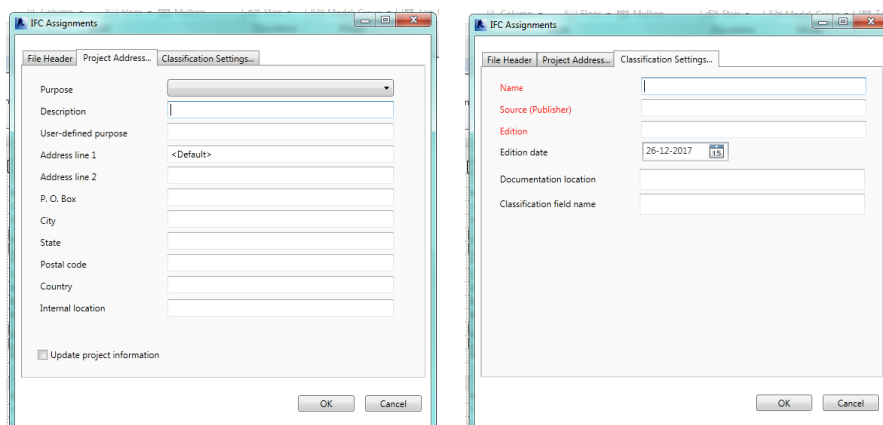 IFC Assignments
File Header Project Address... Classification Settings...
Purpose
Description
User-defined purpose
Address line 1 <Default>
Address line 2
P. O. Box
City
State
Postal code
Country
Internal location
Update project information
OK Cancel
IFC Assignments
File Header Project Address... Classification Settings...
Name
Source (Publisher)
Edition
Edition date 26-12-2017 15
Documentation location
Classification field name
OK Cancel